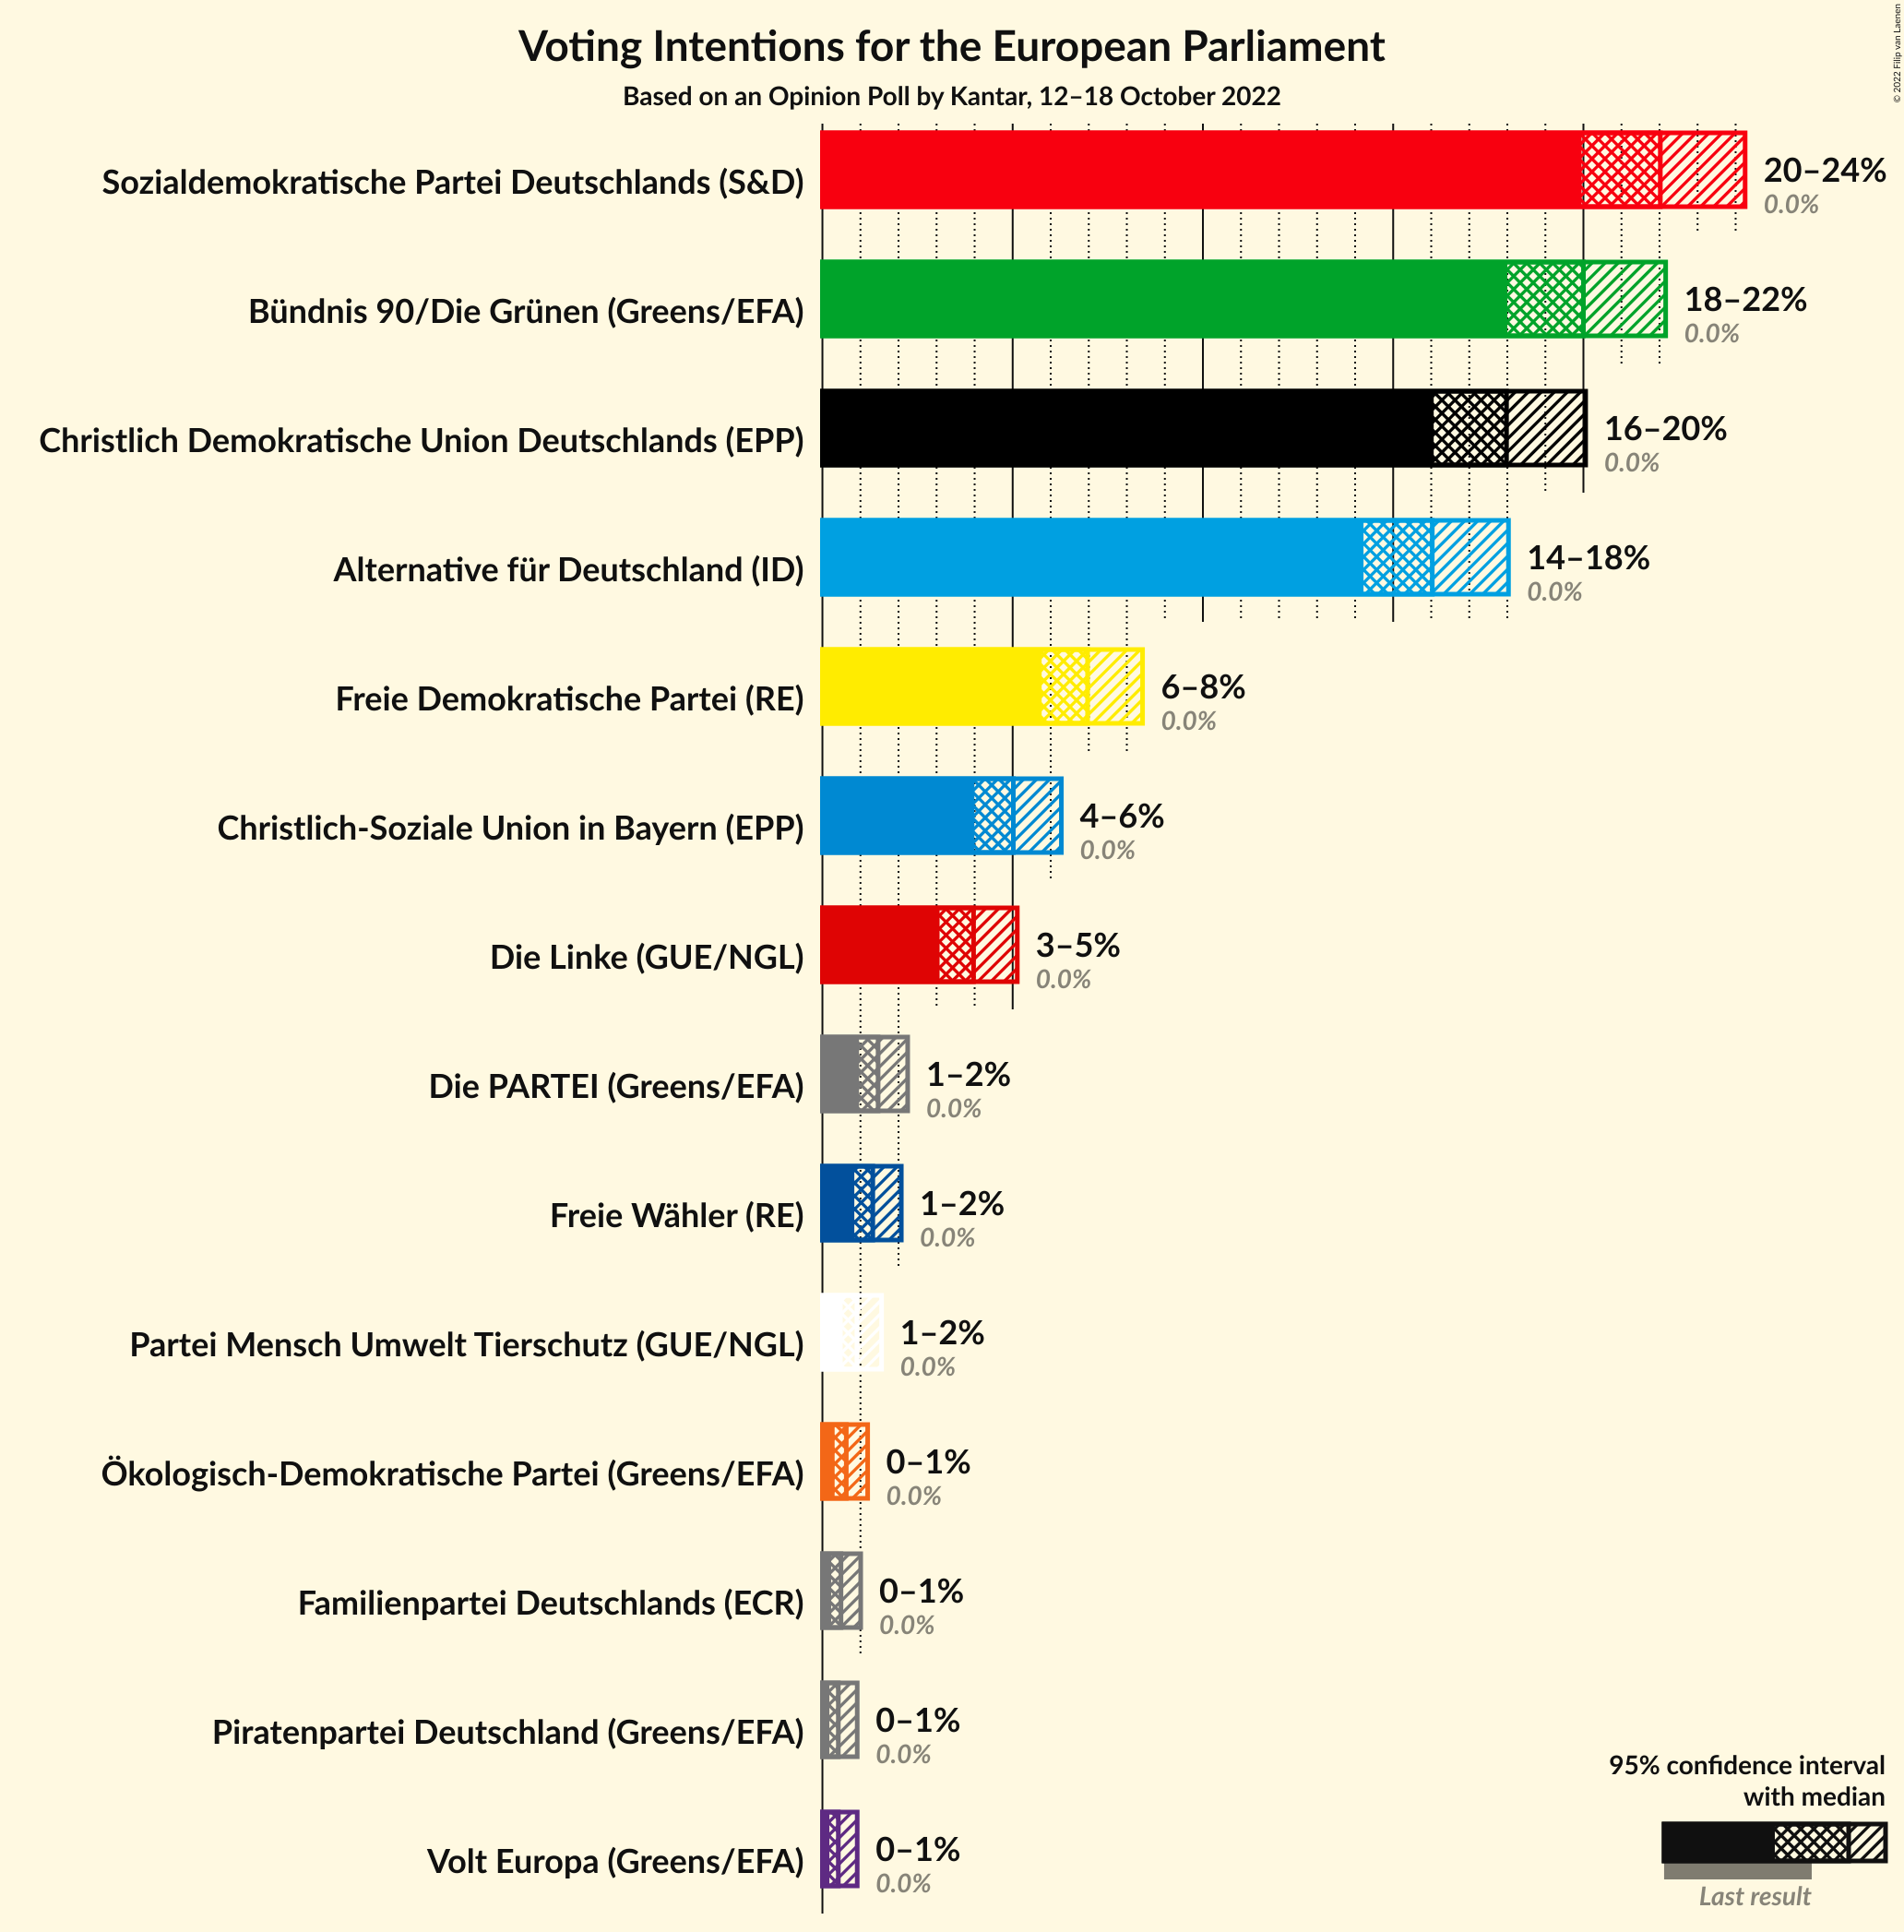 Voting Intentions for the European Parliament
Based on an Opinion Poll by Kantar, 12–18 October 2022
© 2022 Filip van Laenen
Sozialdemokratische Partei Deutschlands (S&D)
20–24%
0.0%
Bündnis 90/Die Grünen (Greens/EFA)
18–22%
0.0%
Christlich Demokratische Union Deutschlands (EPP)
16–20%
0.0%
Alternative für Deutschland (ID)
14–18%
0.0%
Freie Demokratische Partei (RE)
6–8%
0.0%
Christlich-Soziale Union in Bayern (EPP)
4–6%
0.0%
Die Linke (GUE/NGL)
3–5%
0.0%
Die PARTEI (Greens/EFA)
1–2%
0.0%
Freie Wähler (RE)
1–2%
0.0%
Partei Mensch Umwelt Tierschutz (GUE/NGL)
1–2%
0.0%
Ökologisch-Demokratische Partei (Greens/EFA)
0–1%
0.0%
Familienpartei Deutschlands (ECR)
0–1%
0.0%
Piratenpartei Deutschland (Greens/EFA)
0–1%
0.0%
Volt Europa (Greens/EFA)
0–1%
0.0%
95% confidence interval
with median
Last result